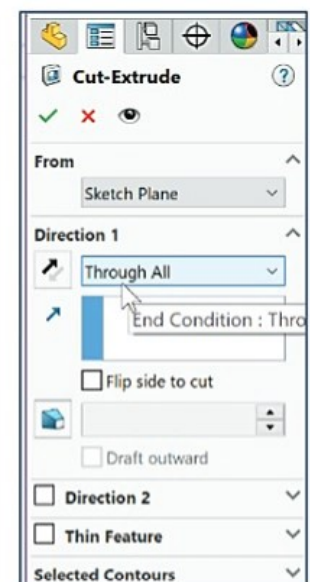 Cut-Extrude
?
From
Sketch Plane
Direction 1
Through All
End Condition : Thro
Flip side to cut
Draft outward
Direction 2
Thin Feature
Selected Contours